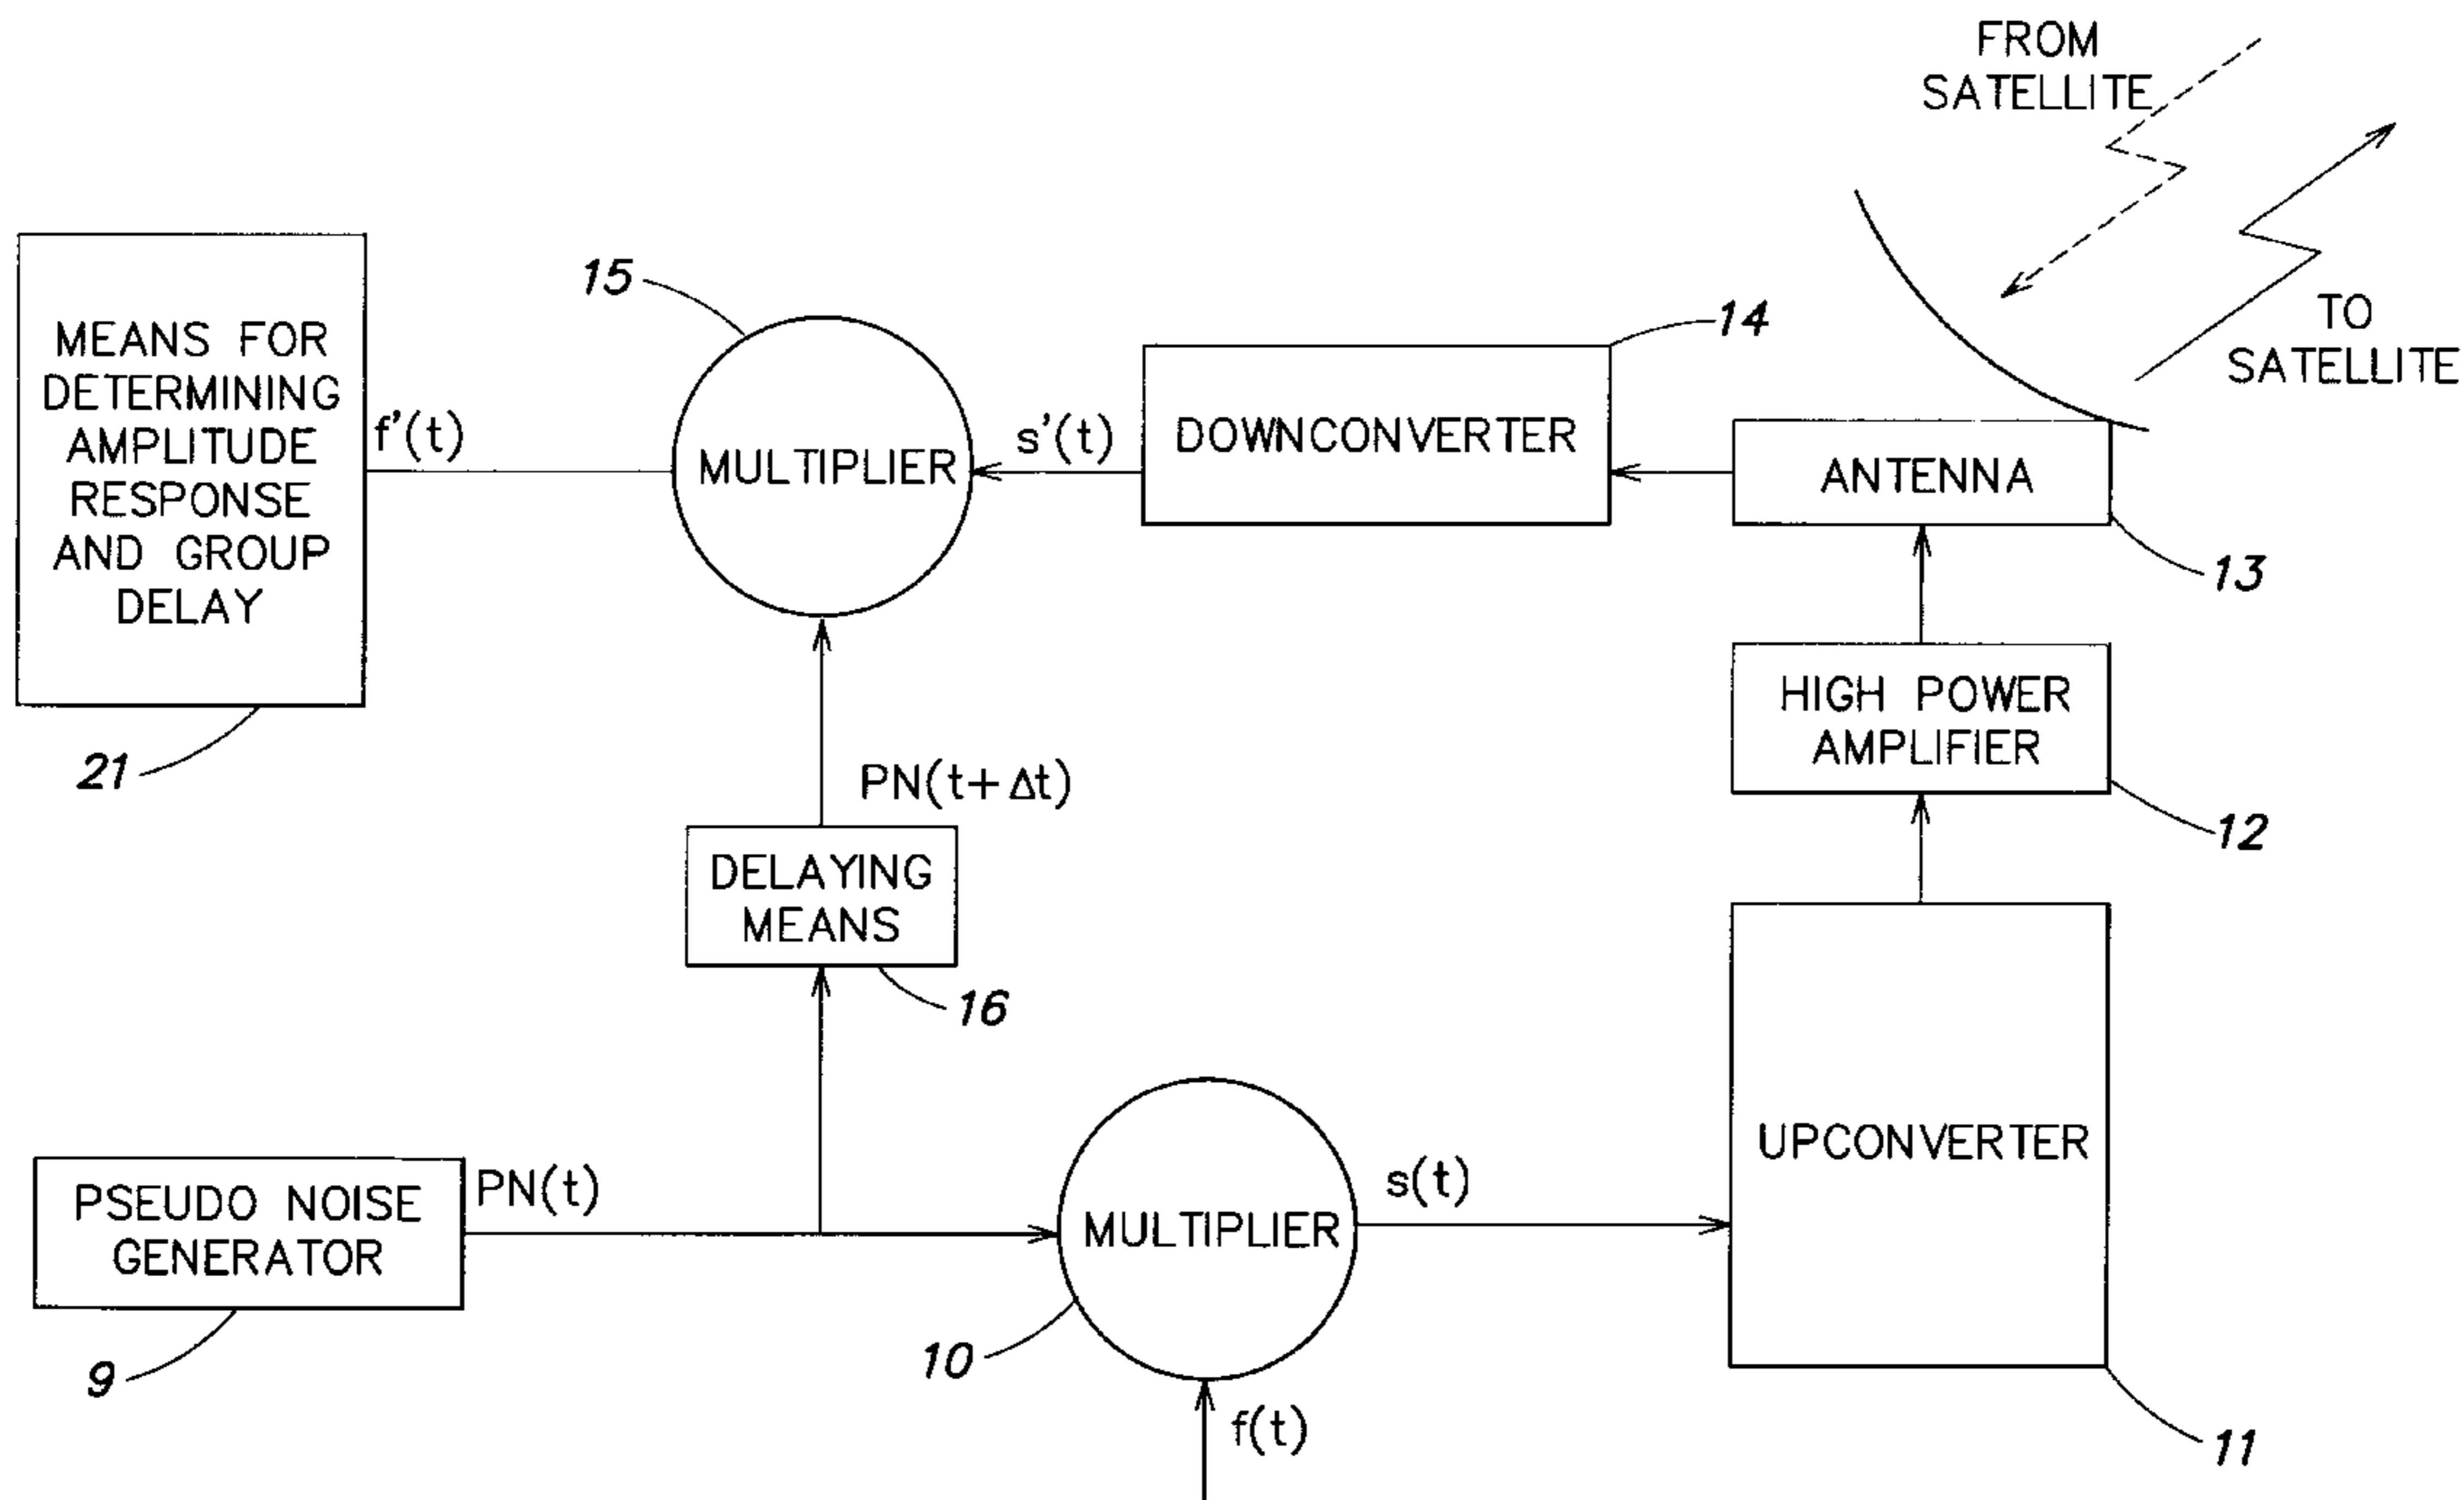 FROM
SATELLITE
15
14
TO
SATELLITE
MEANS FOR
DETERMINING
AMPLITUDE
RESPONSE
AND GROUP
DELAY
f'(t)
MULTIPLIER
s'(t)
DOWNCONVERTER
ANTENNA
13
21
PN(t+Δt)
HIGH POWER
AMPLIFIER
12
DELAYING
MEANS
16
PSEUDO NOISE
GENERATOR
PN(t)
MULTIPLIER
s(t)
UPCONVERTER
9
10
f(t)
11